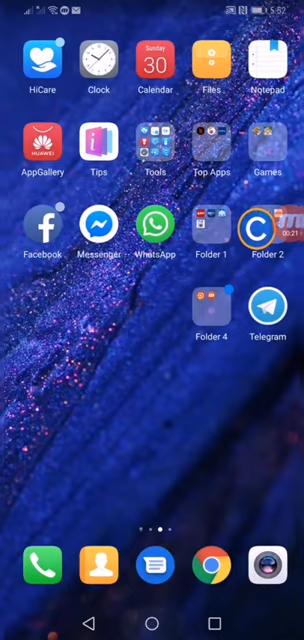 5:52
HiCare
Clock
Sunday
30
Calendar
Files
Notepad
HUAWEI
AppGallery
Tips
Tools
Top Apps
Games
Facebook
Messenger
WhatsApp
Folder 1
C
00:21
Folder 2
Folder 4
Telegram